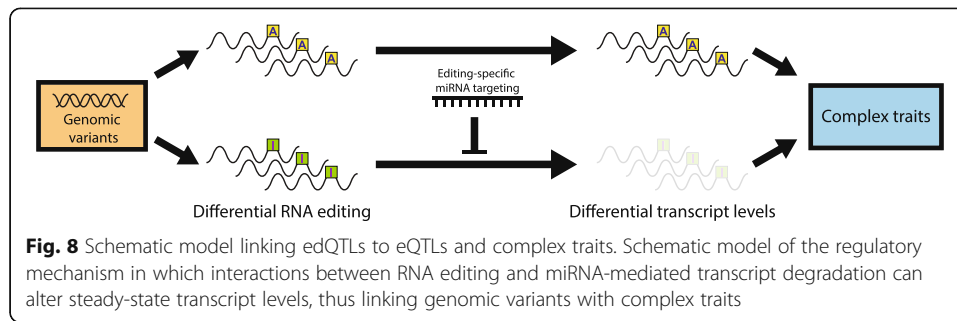 A
A
A
A
A
A
Editing-specific
miRNA targeting
Genomic
variants
Complex traits
I
I
I
I
I
I
Differential RNA editing
Differential transcript levels
Fig. 8 Schematic model linking edQTLs to eQTLs and complex traits. Schematic model of the regulatory
mechanism in which interactions between RNA editing and miRNA-mediated transcript degradation can
alter steady-state transcript levels, thus linking genomic variants with complex traits